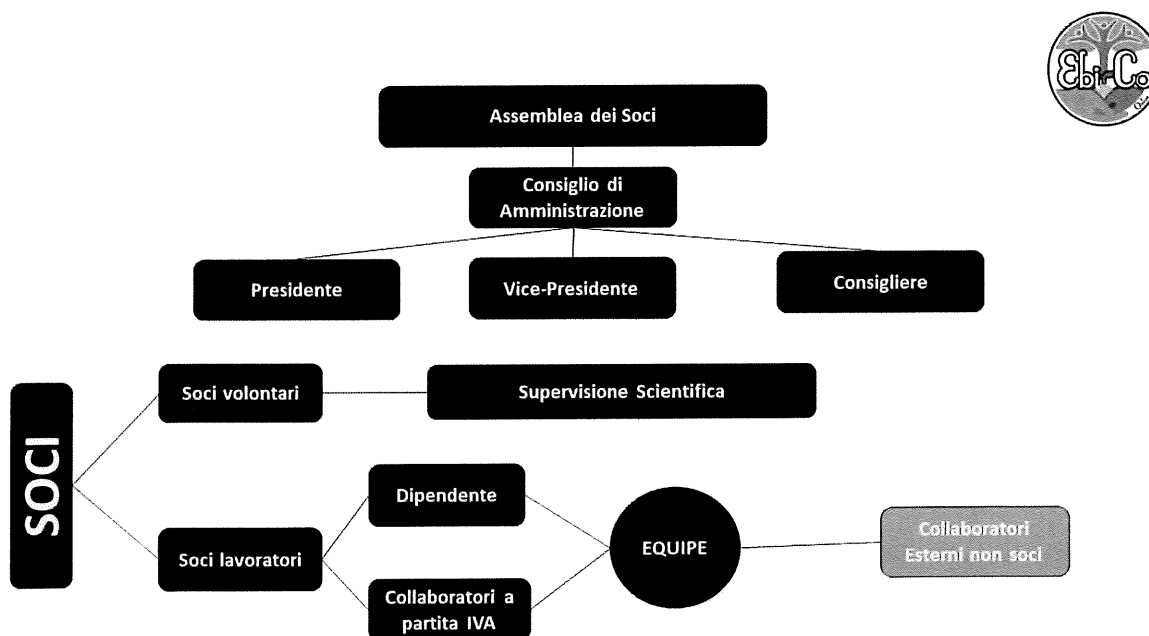 Assemblea dei Soci
Consiglio di
Amministrazione
Presidente
Vice-Presidente
Consigliere
SOCI
Soci volontari
Supervisione Scientifica
Soci lavoratori
Dipendente
Collaboratori a
partita IVA
EQUIPE
Collaboratori
Esterni non soci